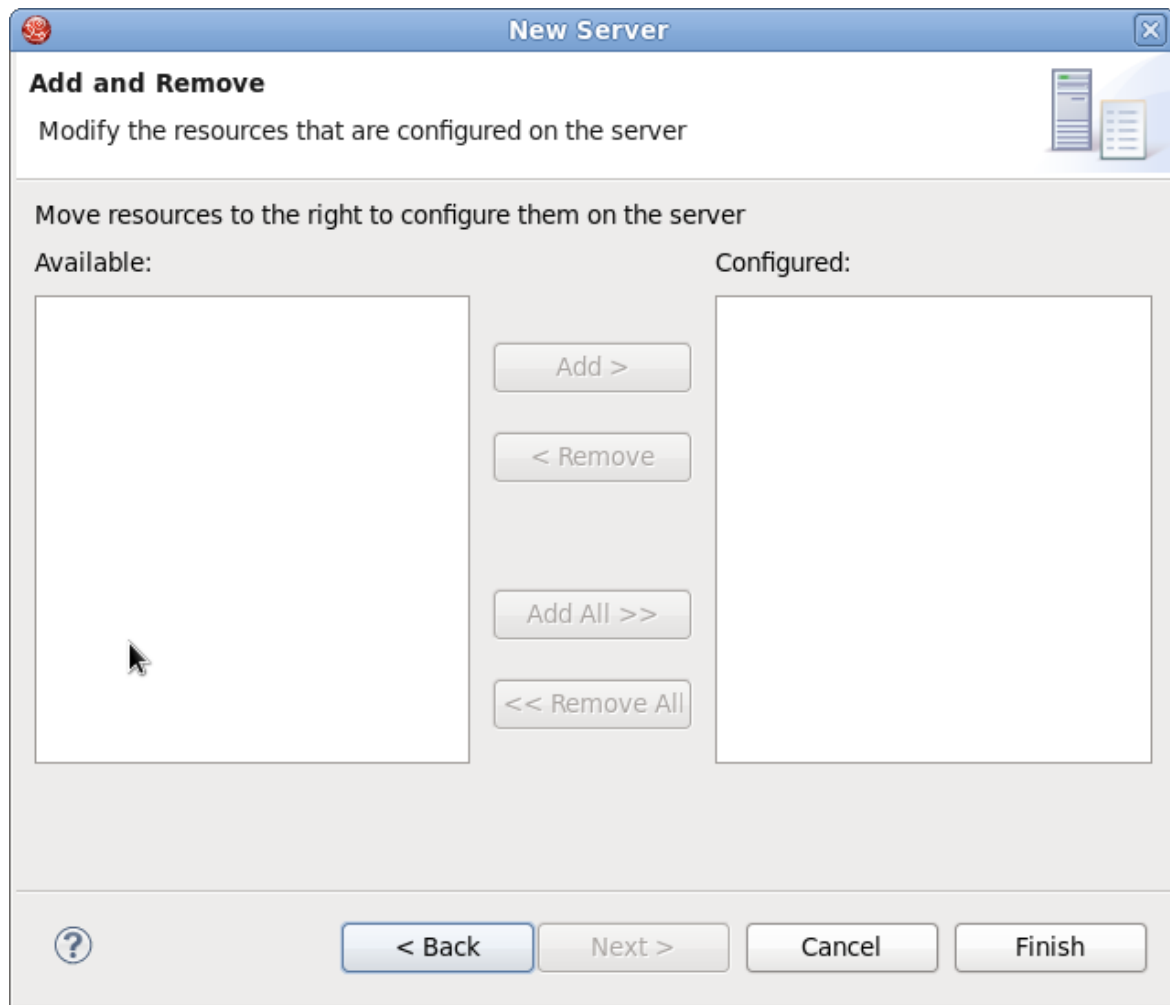 New Server
Add and Remove
Modify the resources that are configured on the server
Move resources to the right to configure them on the server
Available:
Configured:
Add >
< Remove
Add All >>
<< Remove All
?
< Back
Next >
Cancel
Finish